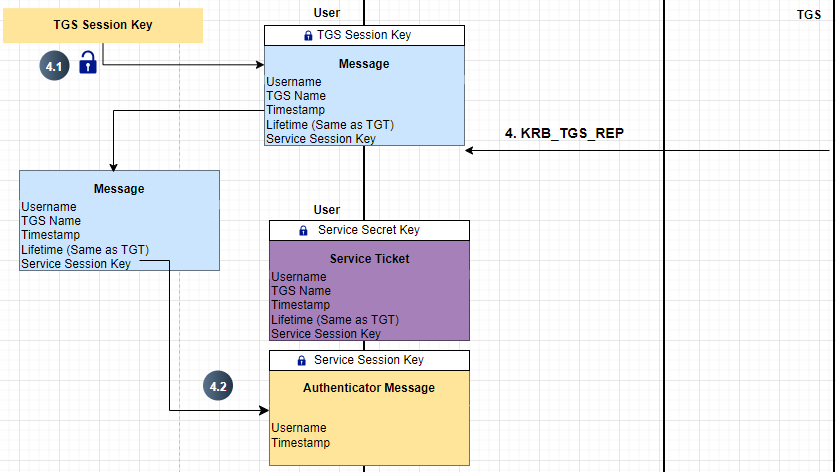 User
TGS
TGS Session Key
TGS Session Key
4.1
Message
Username
TGS Name
Timestamp
Lifetime (Same as TGT)
Service Session Key
4. KRB_TGS_REP
Message
Username
TGS Name
Timestamp
Lifetime (Same as TGT)
Service Session Key
User
Service Secret Key
Service Ticket
Username
TGS Name
Timestamp
Lifetime (Same as TGT)
Service Session Key
Service Session Key
4.2
Authenticator Message
Username
Timestamp